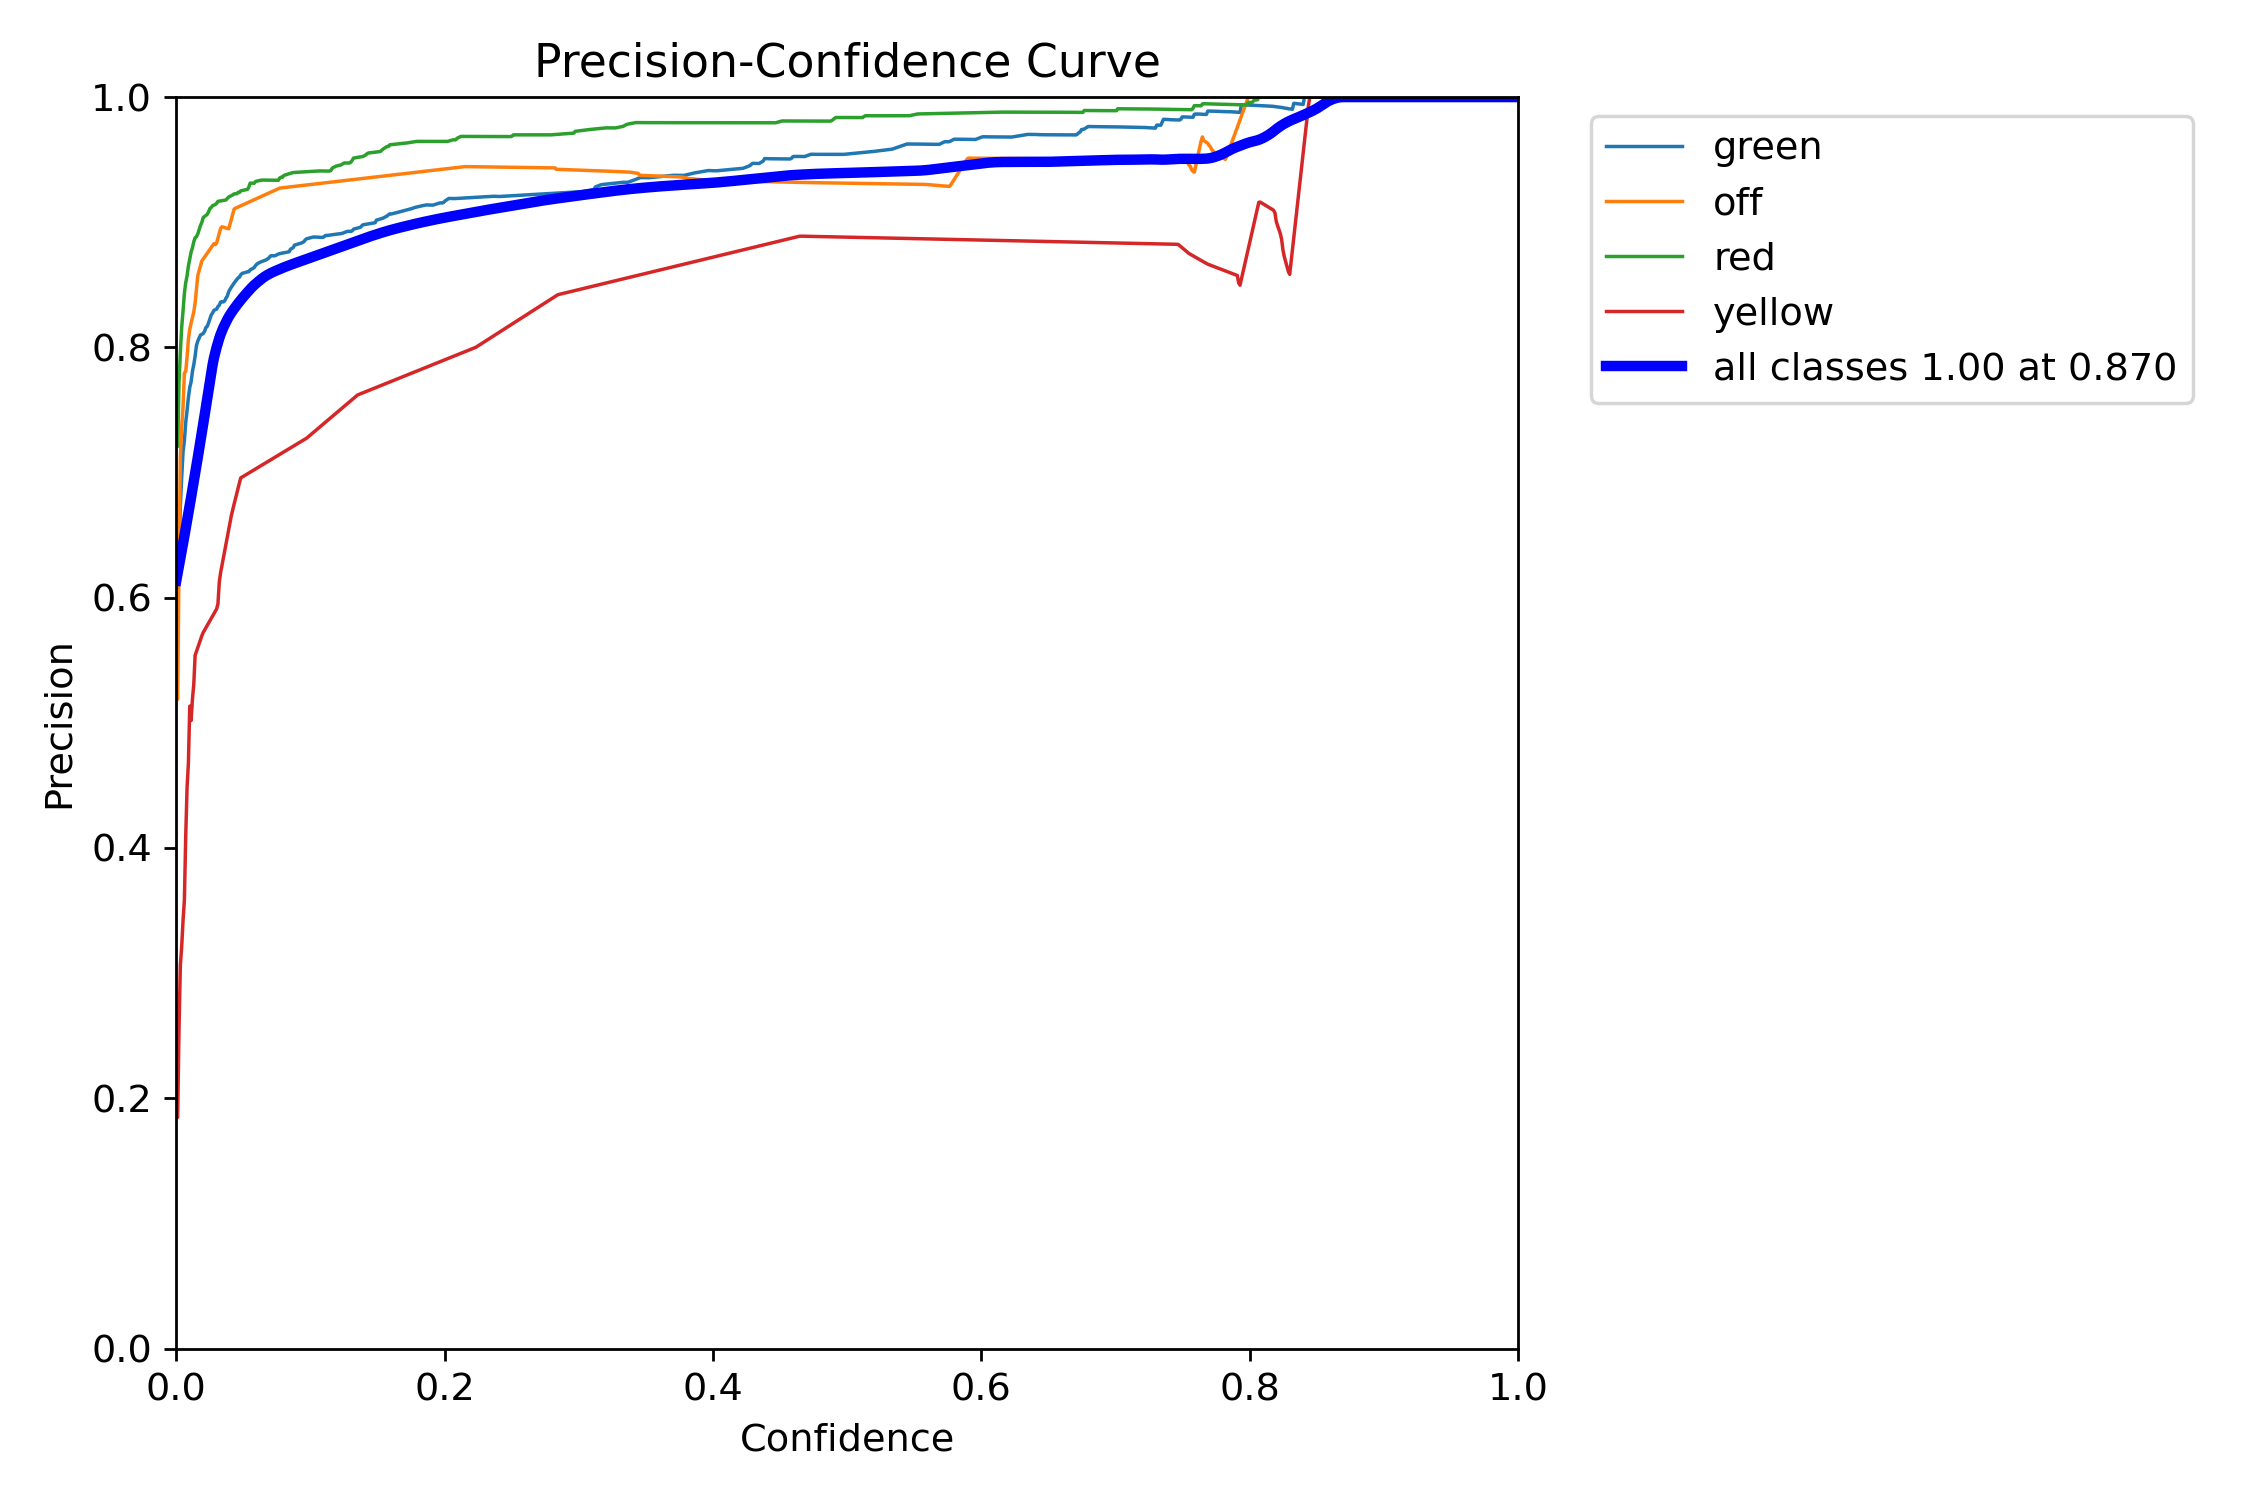 Precision-Confidence Curve
1.0
0.8
0.6
0.4
0.2
0.0
Precision
0.0 0.2 0.4 0.6 0.8 1.0
Confidence
green
off
red
yellow
all classes 1.00 at 0.870